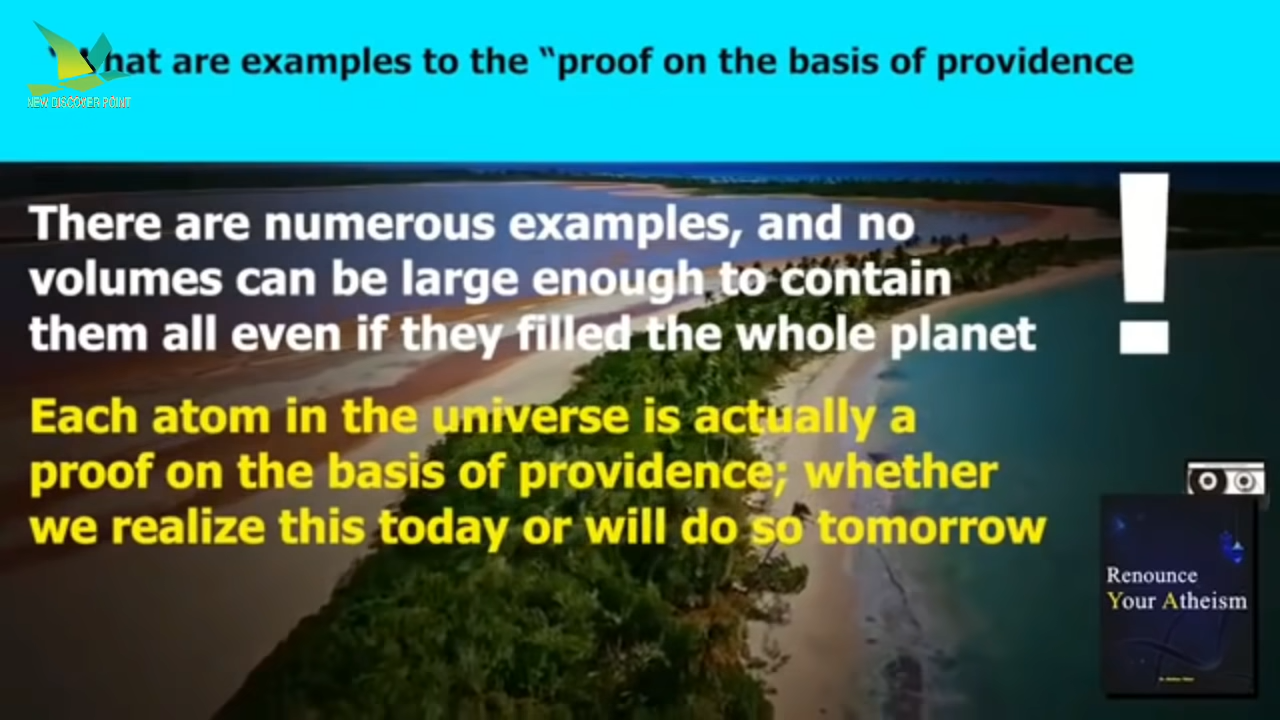 hat are examples to the “proof on the basis of providence
NEW DISCOVER POINT
There are numerous examples, and no
volumes can be large enough to contain
them all even if they filled the whole planet
!
Each atom in the universe is actually a
proof on the basis of providence; whether
we realize this today or will do so tomorrow
Renounce
Your Atheism